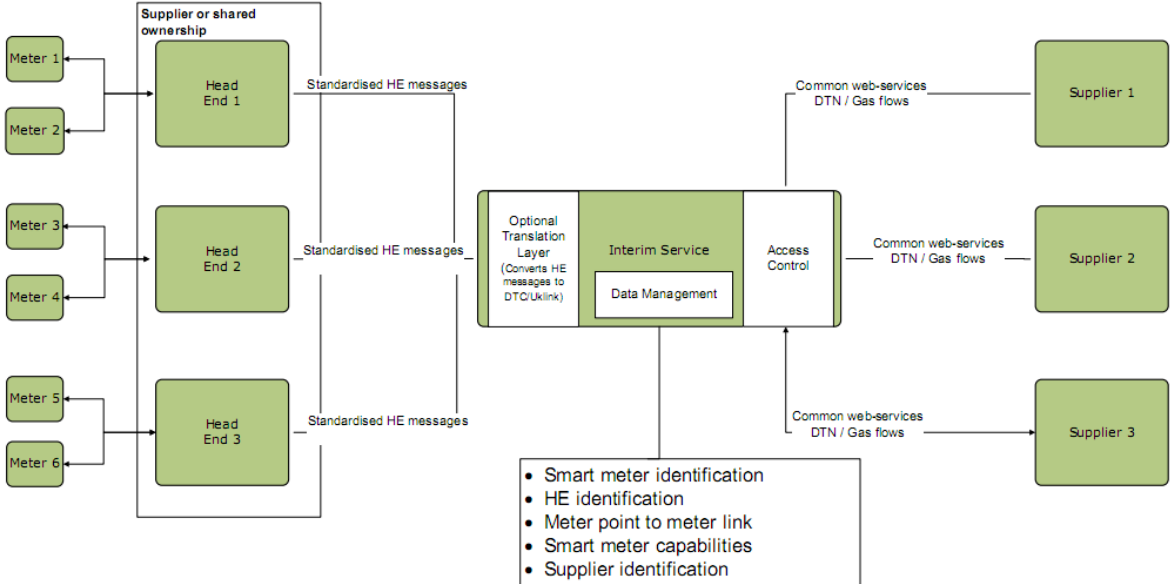 Supplier or shared
ownership
Meter 1
Meter 2
Head
End 1
Standardised HE messages
Common web-services
DTN / Gas flows
Supplier 1
Meter 3
Meter 4
Head
End 2
Standardised HE messages
Optional
Translation
Layer
(Converts HE
messages to
DTC/Uklink)
Interim Service
Data Management
Access
Control
Common web-services
DTN / Gas flows
Supplier 2
Meter 5
Meter 6
Head
End 3
Standardised HE messages
Common web-services
DTN / Gas flows
Supplier 3
• Smart meter identification
• HE identification
• Meter point to meter link
• Smart meter capabilities
• Supplier identification